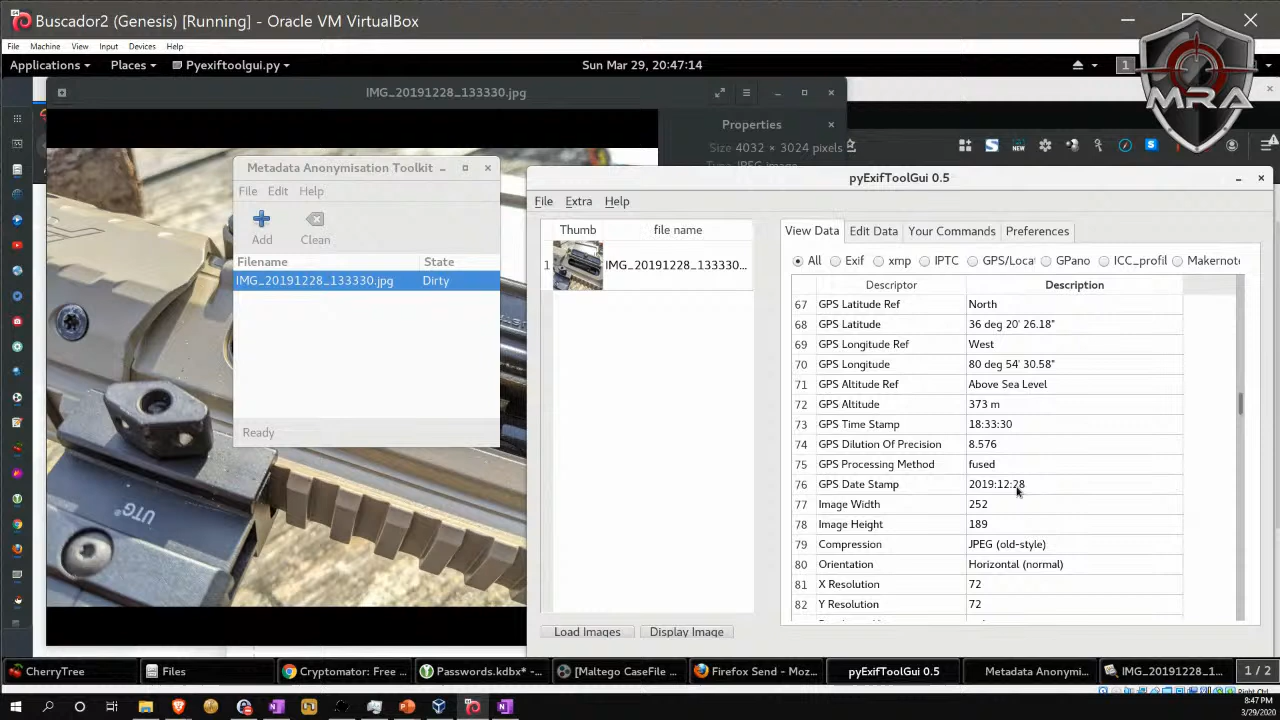 Buscador2 (Genesis) [Running] - Oracle VM VirtualBox
File Machine View Input Devices Help
Applications Places Pyexiftoolgui.py Sun Mar 29, 20:47:14 1
MRA
IMG_20191228_133330.jpg
Properties
Size 4032 × 3024 pixels
Metadata Anonymisation Toolkit
File Edit Help
Add Clean
Filename State
IMG_20191228_133330.jpg Dirty
Ready
UTG
pyExifToolGui 0.5
File Extra Help
Thumb file name
1 IMG_20191228_133330...
Load Images Display Image
View Data Edit Data Your Commands Preferences
All Exif xmp IPTC GPS/Loca GPano ICC_profil Makernot
Descriptor Description
67 GPS Latitude Ref North
68 GPS Latitude 36 deg 20' 26.18"
69 GPS Longitude Ref West
70 GPS Longitude 80 deg 54' 30.58"
71 GPS Altitude Ref Above Sea Level
72 GPS Altitude 373 m
73 GPS Time Stamp 18:33:30
74 GPS Dilution Of Precision 8.576
75 GPS Processing Method fused
76 GPS Date Stamp 2019:12:28
77 Image Width 252
78 Image Height 189
79 Compression JPEG (old-style)
80 Orientation Horizontal (normal)
81 X Resolution 72
82 Y Resolution 72
CherryTree Files Cryptomator: Free ... Passwords.kdbx* - ... [Maltego CaseFile ... Firefox Send - Moz... pyExifToolGui 0.5 Metadata Anonymi... IMG_20191228_1... 1 / 2
Right Ctrl
8:47 PM
3/29/2020